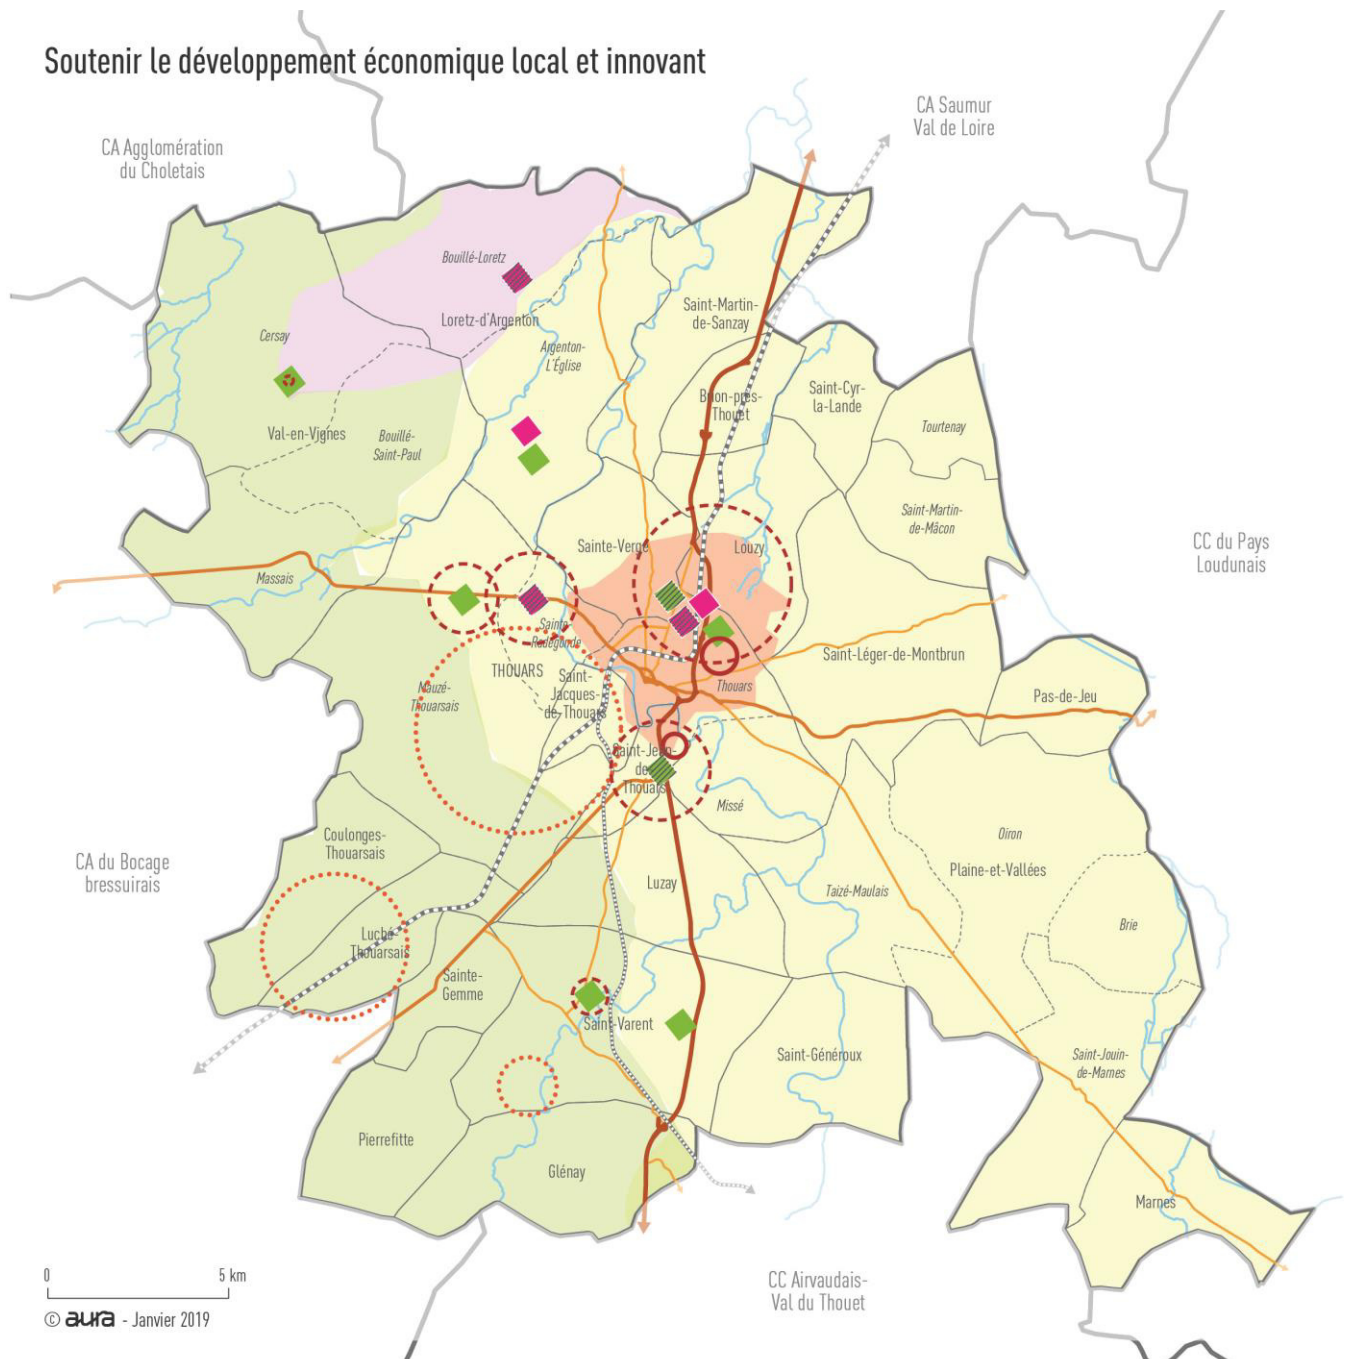 Soutenir le développement économique local et innovant
CA Saumur
Val de Loire
CA Agglomération
du Choletais
Bouillé-Loretz
Loretz-d'Argenton
Saint-Martin-
de-Sanzay
Cersay
Argenton-
L'Église
Saint-Cyr-
la-Lande
Brion-près-
Thouet
Tourtenay
Val-en-Vignes
Bouillé-
Saint-Paul
Saint-Martin-
de-Mâcon
Sainte-Verge
Louzy
CC du Pays
Loudunais
Massais
Sainte-
Radegonde
THOUARS
Saint-
Jacques-
de-Thouars
Mauzé-
Thouarsais
Thouars
Saint-Léger-de-Montbrun
Pas-de-Jeu
Saint-Jean-
de-
Thouars
Missé
Coulonges-
Thouarsais
Oiron
Plaine-et-Vallées
CA du Bocage
bressuirais
Luzay
Taizé-Maulais
Brie
Luché-
Thouarsais
Sainte-
Gemme
Saint-Varent
Saint-Généroux
Saint-Jouin-
de-Marnes
Pierrefitte
Glénay
Marnes
CC Airvaudais-
Val du Thouet
0 5 km
© aura - Janvier 2019